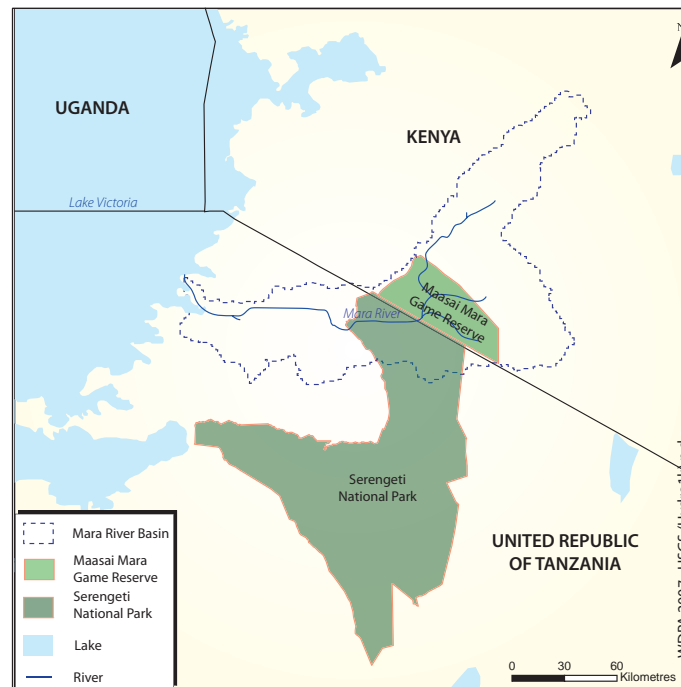 N
UGANDA
KENYA
Lake Victoria
Maasai Mara
Game Reserve
Mara River
Serengeti
National Park
UNITED REPUBLIC
OF TANZANIA
Mara River Basin
Maasai Mara
Game Reserve
Serengeti
National Park
Lake
River
0 30 60
Kilometres